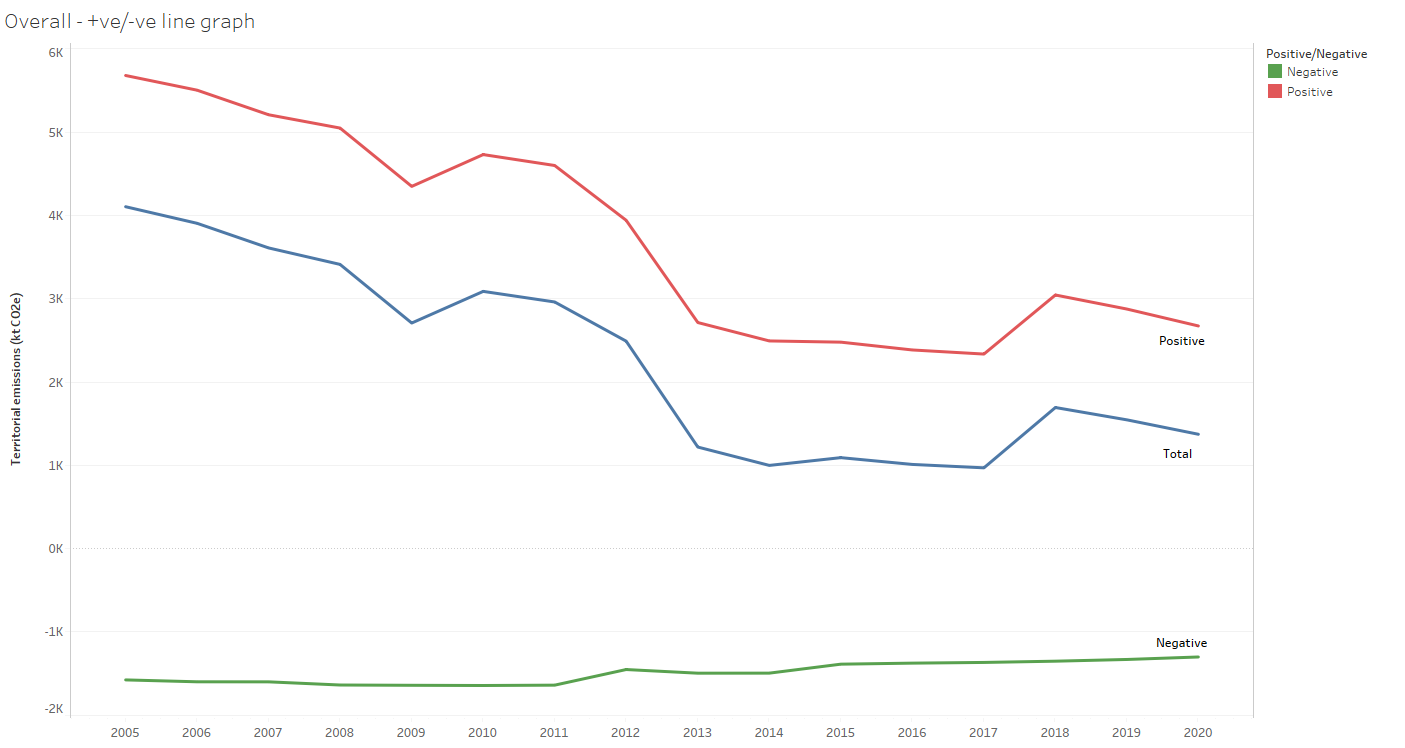 Overall - +ve/-ve line graph
Positive/Negative
Negative
Positive
Territorial emissions (kt CO2e)
6K
5K
4K
3K
2K
1K
0K
-1K
-2K
Positive
Total
Negative
2005 2006 2007 2008 2009 2010 2011 2012 2013 2014 2015 2016 2017 2018 2019 2020